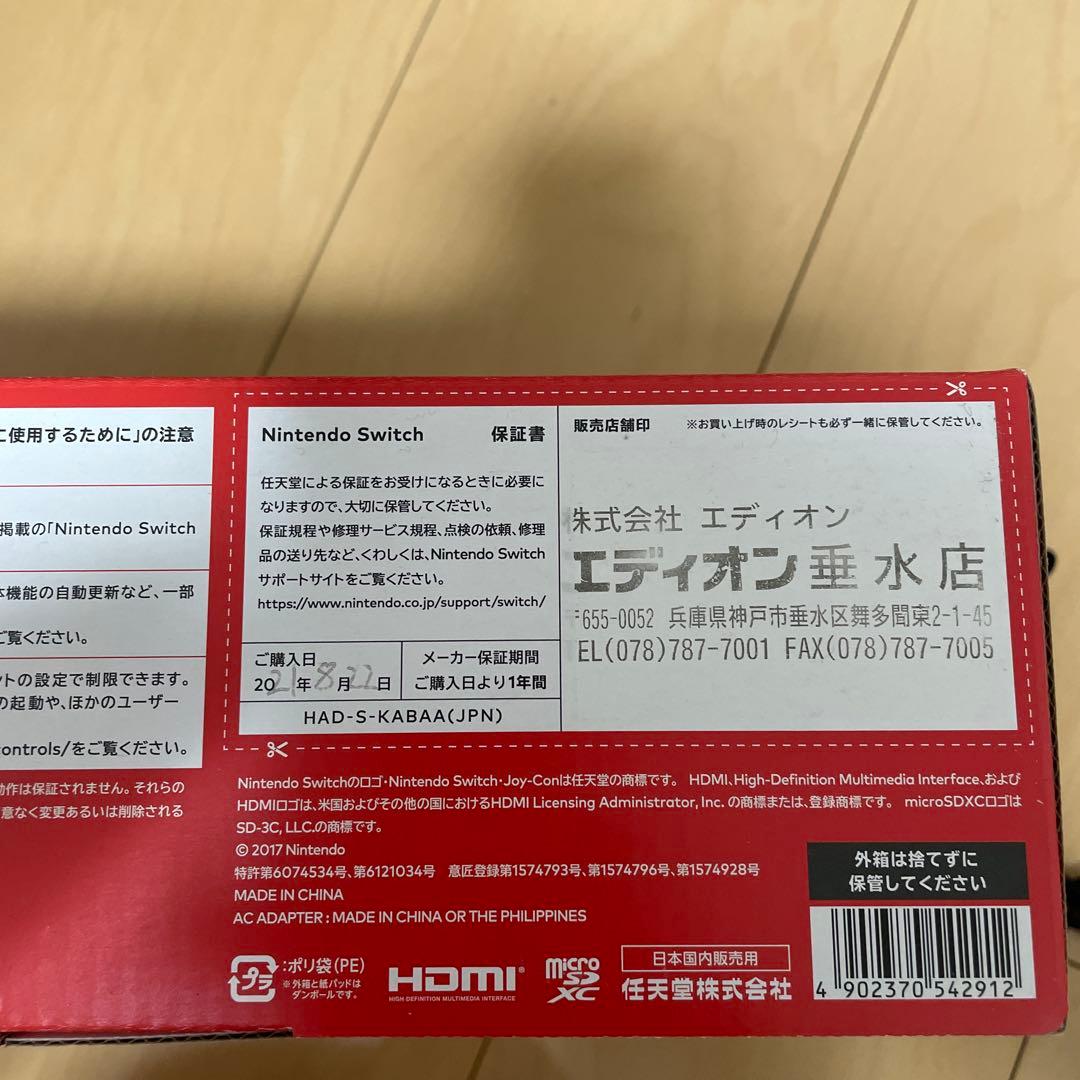 に使用するために」の注意
掲載の「Nintendo Switch
本機能の自動更新など、一部
ご覧ください。
ントの設定で制限できます。
の起動や、ほかのユーザー
controls/をご覧ください。
動作は保証されません。それらの
意なく変更あるいは削除される
Nintendo Switch 保証書
任天堂による保証をお受けになるときに必要に
なりますので、大切に保管してください。
保証規程や修理サービス規程、点検の依頼、修理
品の送り先など、くわしくは、Nintendo Switch
サポートサイトをご覧ください。
https://www.nintendo.co.jp/support/switch/
ご購入日
2021年8月22日
メーカー保証期間
ご購入日より1年間
HAD-S-KABAA(JPN)
販売店舗印 ※お買い上げ時のレシートも必ず一緒に保管してください。
株式会社 エディオン
エディオン垂水店
〒655-0052 兵庫県神戸市垂水区舞多聞東2-1-45
EL(078)787-7001 FAX(078)787-7005
Nintendo Switchのロゴ・Nintendo Switch・Joy-Conは任天堂の商標です。 HDMI、High-Definition Multimedia Interface、および
HDMIロゴは、米国およびその他の国におけるHDMI Licensing Administrator, Inc. の商標または、登録商標です。 microSDXCロゴは
SD-3C, LLC.の商標です。
© 2017 Nintendo
特許第6074534号、第6121034号 意匠登録第1574793号、第1574796号、第1574928号
MADE IN CHINA
AC ADAPTER : MADE IN CHINA OR THE PHILIPPINES
プラ
:ポリ袋(PE)
※外箱と紙パッドは
ダンボールです。
HDMI®
HIGH-DEFINITION MULTIMEDIA INTERFACE
micro
SD
XC
日本国内販売用
任天堂株式会社
外箱は捨てずに
保管してください
4 902370 542912